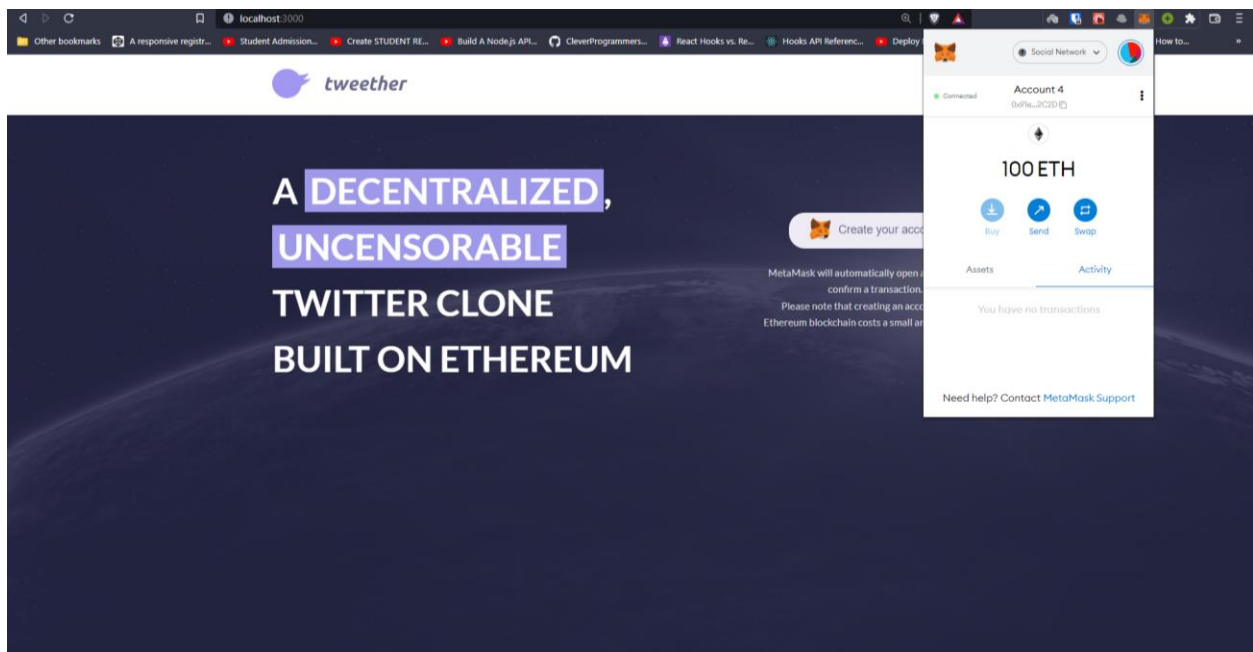 localhost:3000
Other bookmarks A responsive registr... Student Admission... Create STUDENT RE... Build A Node.js API... CleverProgrammers... React Hooks vs. Re... Hooks API Referenc... Deploy How to... »
tweether
Social Network
Connected
Account 4
100 ETH
Buy Send Swap
Assets Activity
You have no transactions
Need help? Contact MetaMask Support
A DECENTRALIZED,
UNCENSORABLE
TWITTER CLONE
BUILT ON ETHEREUM
Create your acco
MetaMask will automatically open a
confirm a transaction.
Please note that creating an acco
Ethereum blockchain costs a small a